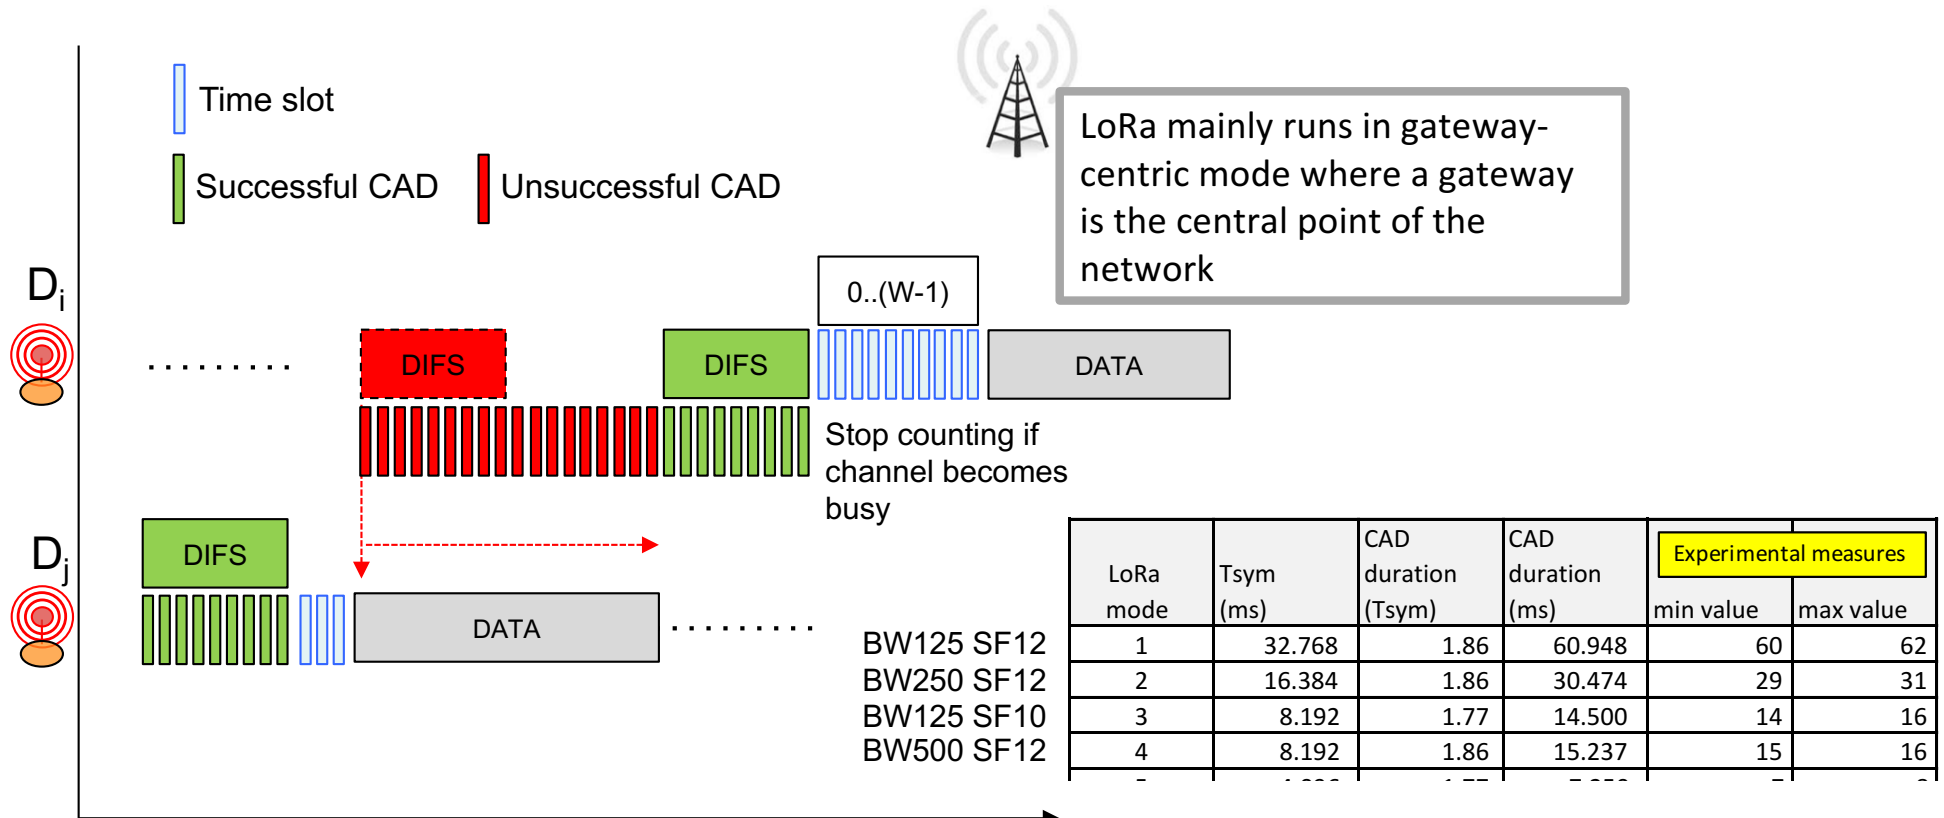 Time slot
Successful CAD
Unsuccessful CAD
LoRa mainly runs in gateway-
centric mode where a gateway
is the central point of the
network
Di
0..(W-1)
DIFS
DIFS
DATA
Stop counting if
channel becomes
busy
Dj
DIFS
DATA
LoRa mode Tsym (ms) CAD duration (Tsym) CAD duration (ms) Experimental measures min value max value
BW125 SF12 1 32.768 1.86 60.948 60 62
BW250 SF12 2 16.384 1.86 30.474 29 31
BW125 SF10 3 8.192 1.77 14.500 14 16
BW500 SF12 4 8.192 1.86 15.237 15 16